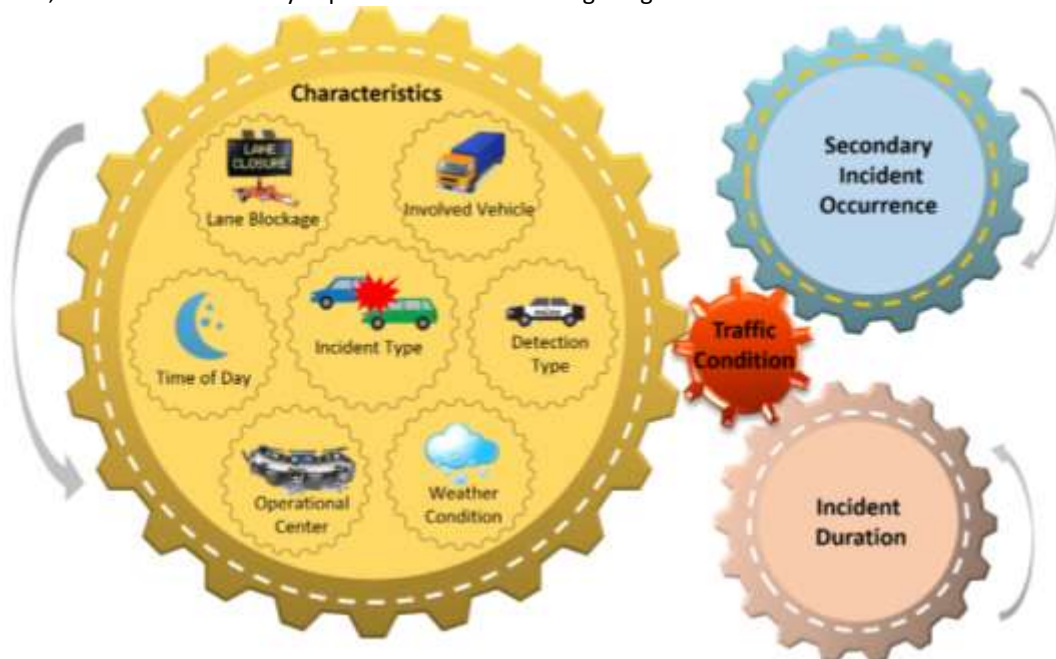 Characteristics
LANE
CLOSURE
Lane Blockage
Involved Vehicle
Time of Day
Incident Type
Detection
Type
Operational
Center
Weather
Condition
Traffic
Condition
Secondary
Incident
Occurrence
Incident
Duration